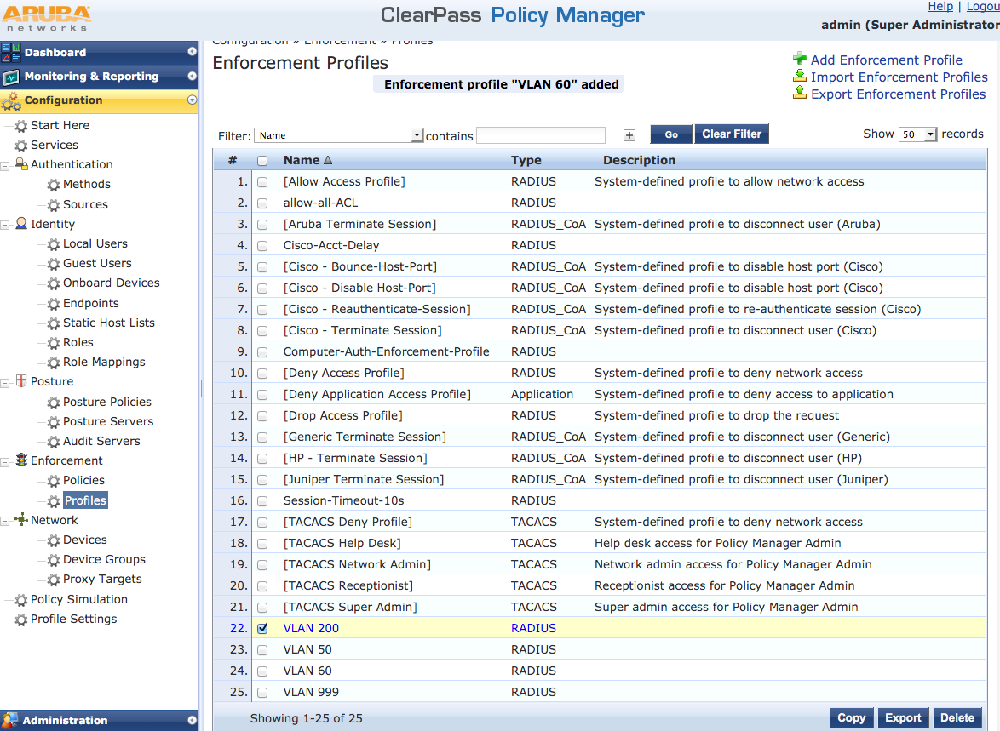 ARUBA
networks
ClearPass Policy Manager
Help | Logou
admin (Super Administrator
Dashboard
Monitoring & Reporting
Configuration
Start Here
Services
Authentication
Methods
Sources
Identity
Local Users
Guest Users
Onboard Devices
Endpoints
Static Host Lists
Roles
Role Mappings
Posture
Posture Policies
Posture Servers
Audit Servers
Enforcement
Policies
Profiles
Network
Devices
Device Groups
Proxy Targets
Policy Simulation
Profile Settings
Administration
Configuration » Enforcement » Profiles
Enforcement Profiles
Enforcement profile "VLAN 60" added
Add Enforcement Profile
Import Enforcement Profiles
Export Enforcement Profiles
Filter: Name contains + Go Clear Filter Show 50 records
# Name Type Description
1. [Allow Access Profile] RADIUS System-defined profile to allow network access
2. allow-all-ACL RADIUS
3. [Aruba Terminate Session] RADIUS_CoA System-defined profile to disconnect user (Aruba)
4. Cisco-Acct-Delay RADIUS
5. [Cisco - Bounce-Host-Port] RADIUS_CoA System-defined profile to disable host port (Cisco)
6. [Cisco - Disable Host-Port] RADIUS_CoA System-defined profile to disable host port (Cisco)
7. [Cisco - Reauthenticate-Session] RADIUS_CoA System-defined profile to re-authenticate session (Cisco)
8. [Cisco - Terminate Session] RADIUS_CoA System-defined profile to disconnect user (Cisco)
9. Computer-Auth-Enforcement-Profile RADIUS
10. [Deny Access Profile] RADIUS System-defined profile to deny network access
11. [Deny Application Access Profile] Application System-defined profile to deny access to application
12. [Drop Access Profile] RADIUS System-defined profile to drop the request
13. [Generic Terminate Session] RADIUS_CoA System-defined profile to disconnect user (Generic)
14. [HP - Terminate Session] RADIUS_CoA System-defined profile to disconnect user (HP)
15. [Juniper Terminate Session] RADIUS_CoA System-defined profile to disconnect user (Juniper)
16. Session-Timeout-10s RADIUS
17. [TACACS Deny Profile] TACACS System-defined profile to deny network access
18. [TACACS Help Desk] TACACS Help desk access for Policy Manager Admin
19. [TACACS Network Admin] TACACS Network admin access for Policy Manager Admin
20. [TACACS Receptionist] TACACS Receptionist access for Policy Manager Admin
21. [TACACS Super Admin] TACACS Super admin access for Policy Manager Admin
22. VLAN 200 RADIUS
23. VLAN 50 RADIUS
24. VLAN 60 RADIUS
25. VLAN 999 RADIUS
Showing 1-25 of 25 Copy Export Delete